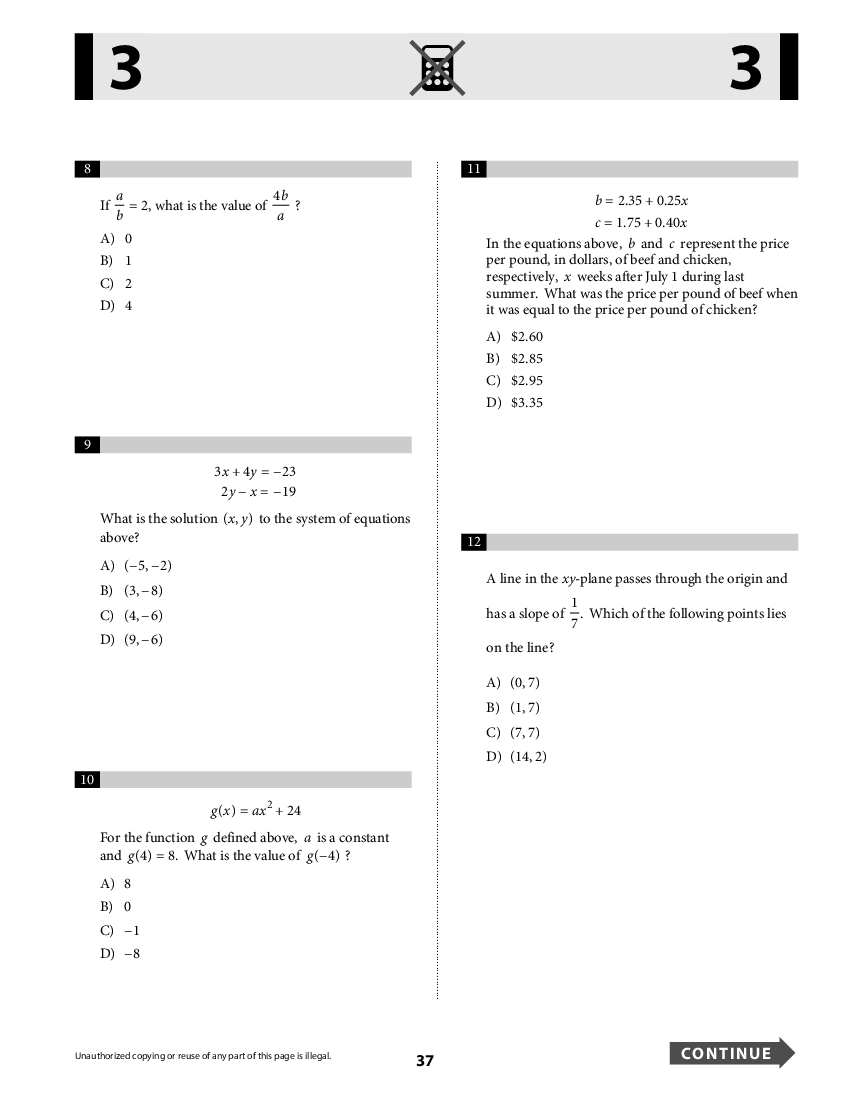 3 3
8
If a/b = 2, what is the value of 4b/a ?
A) 0
B) 1
C) 2
D) 4
9
3x + 4y = −23
2y − x = −19
What is the solution (x, y) to the system of equations
above?
A) (−5, −2)
B) (3, −8)
C) (4, −6)
D) (9, −6)
10
g(x) = ax² + 24
For the function g defined above, a is a constant
and g(4) = 8. What is the value of g(−4) ?
A) 8
B) 0
C) −1
D) −8
11
b = 2.35 + 0.25x
c = 1.75 + 0.40x
In the equations above, b and c represent the price
per pound, in dollars, of beef and chicken,
respectively, x weeks after July 1 during last
summer. What was the price per pound of beef when
it was equal to the price per pound of chicken?
A) $2.60
B) $2.85
C) $2.95
D) $3.35
12
A line in the xy-plane passes through the origin and
has a slope of 1/7. Which of the following points lies
on the line?
A) (0, 7)
B) (1, 7)
C) (7, 7)
D) (14, 2)
Unauthorized copying or reuse of any part of this page is illegal.
37
CONTINUE